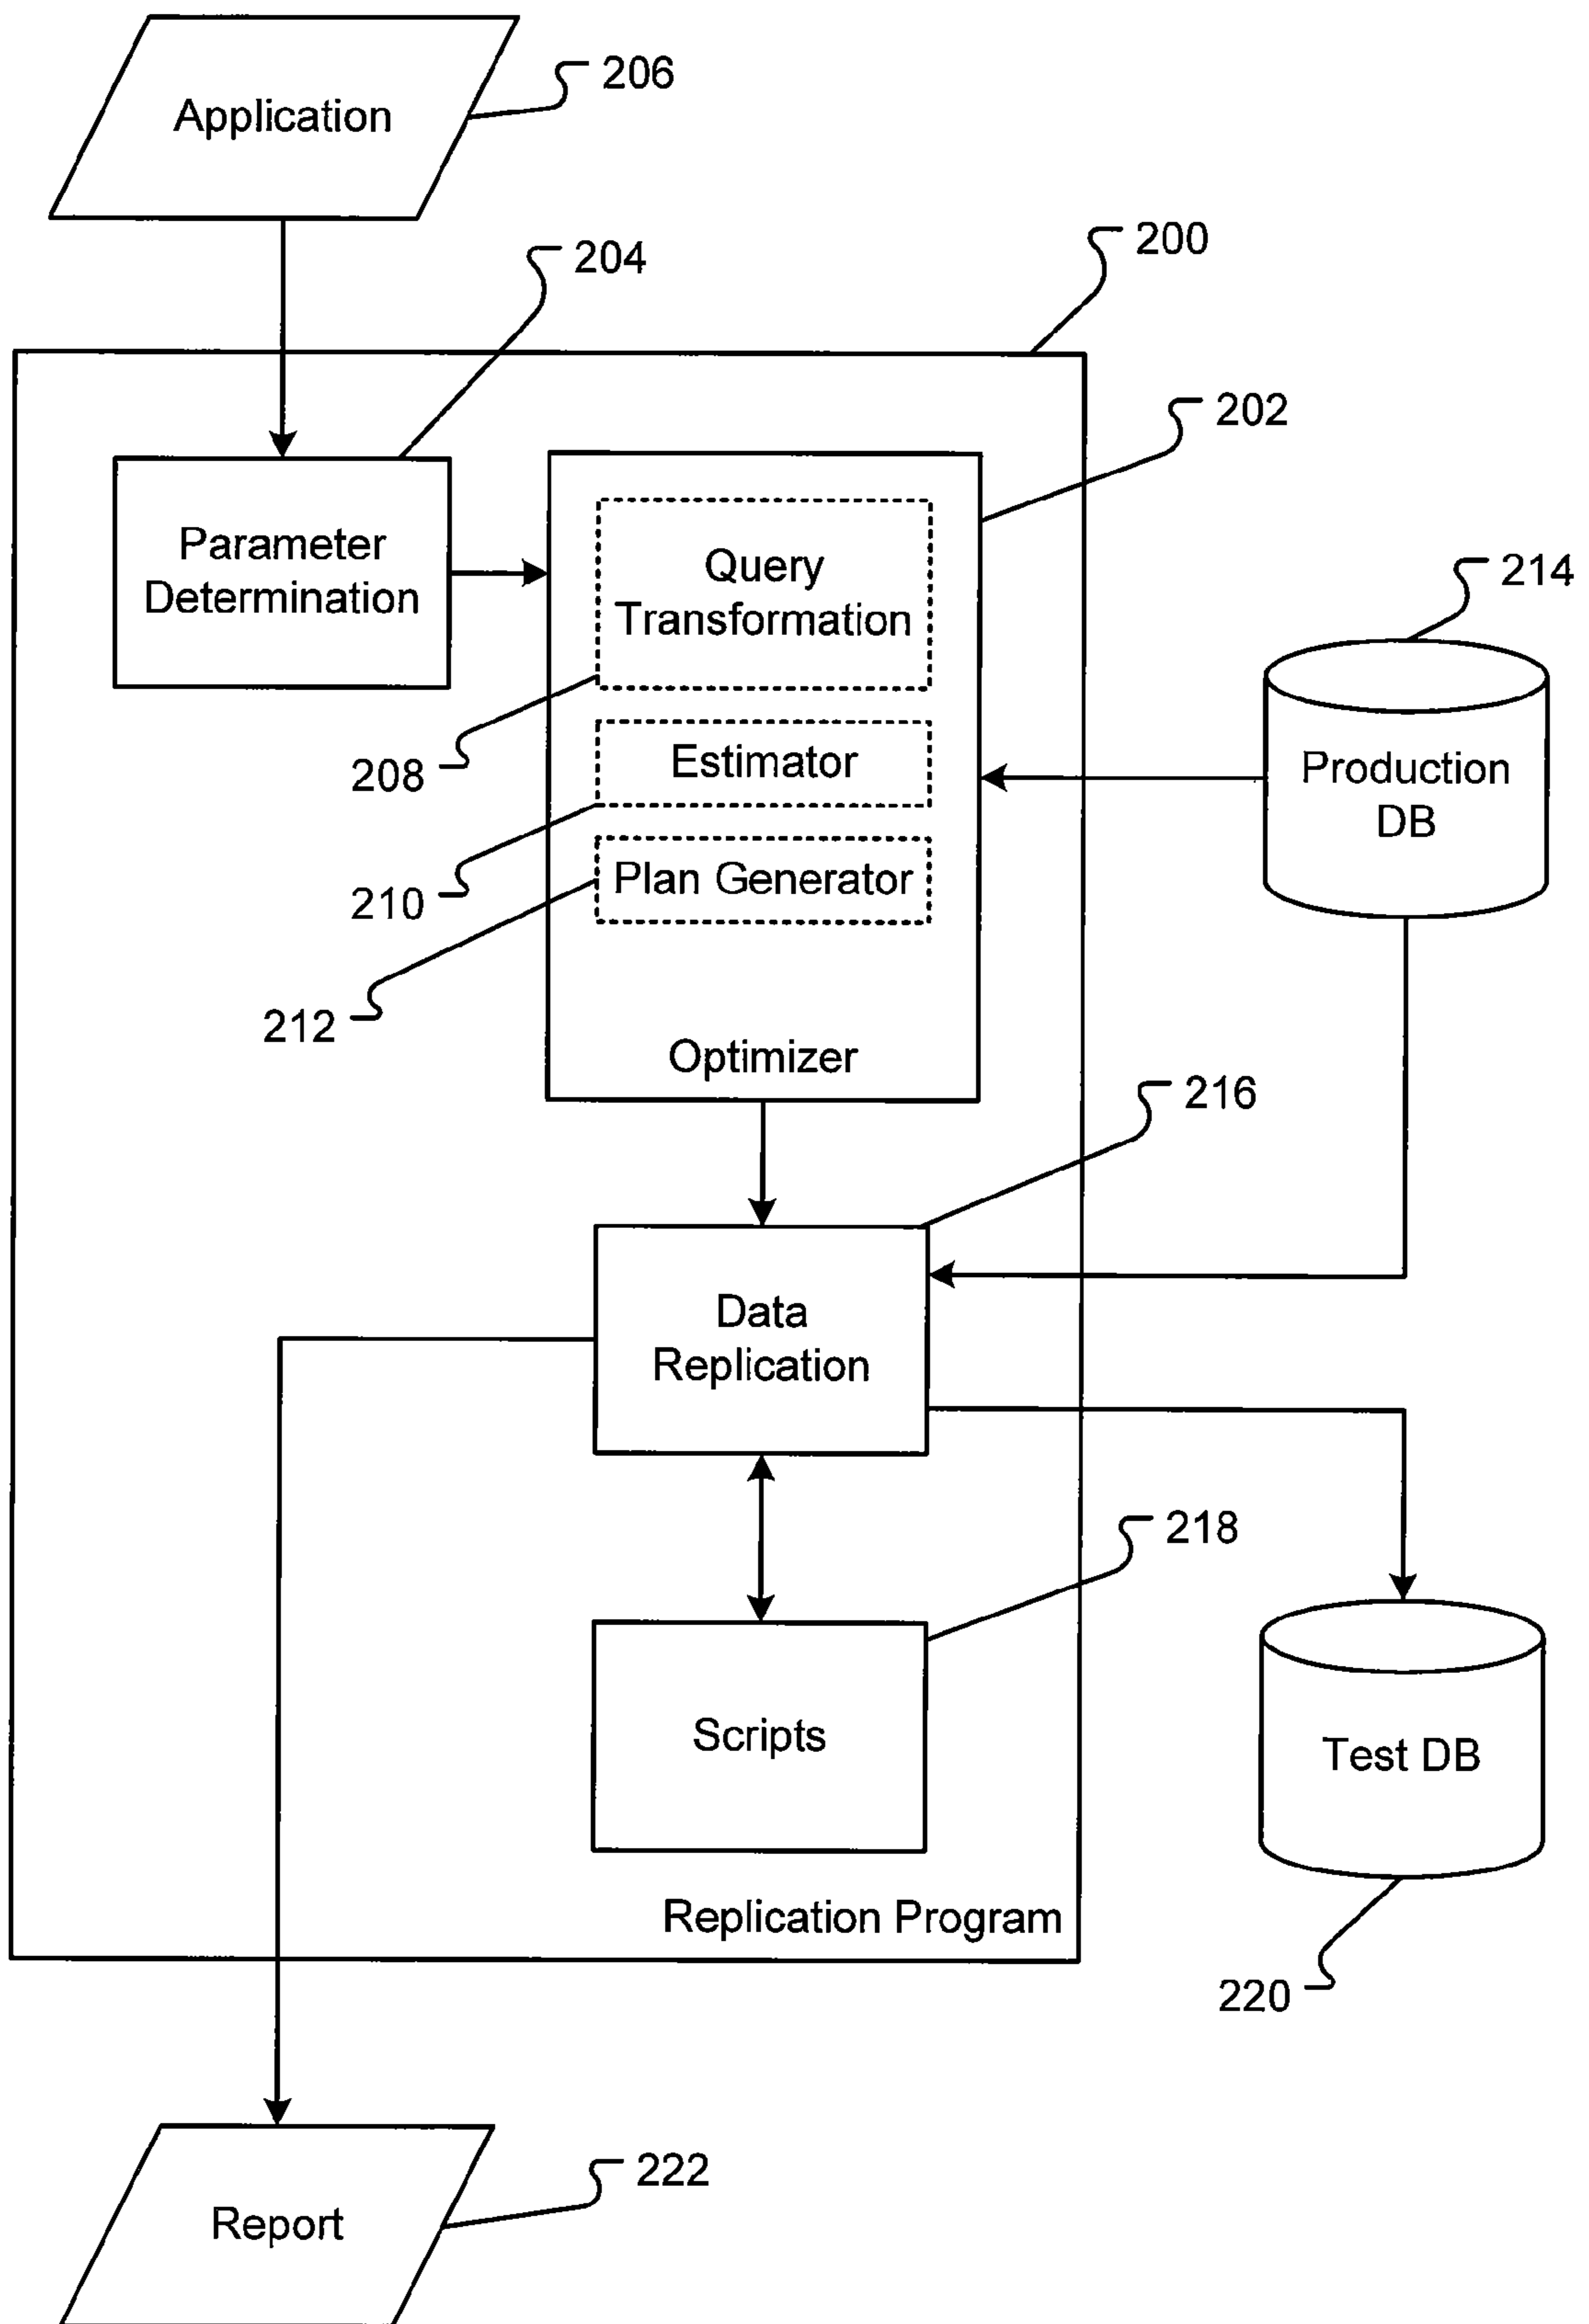 Application
206
204
200
202
Parameter
Determination
Query
Transformation
214
208
Estimator
Production
DB
210
Plan Generator
212
Optimizer
216
Data
Replication
218
Scripts
Test DB
Replication Program
220
222
Report